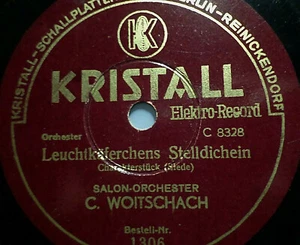 KRISTALL-SCHALLPLATTEN BERLIN-REINICKENDORF
K
KRISTALL
Elektro-Record
C 8328
Orchester
Leuchtkäferchens Stelldichein
Charakterstück (Siede)
SALON-ORCHESTER
C. WOITSCHACH
Bestell-Nr.
1306